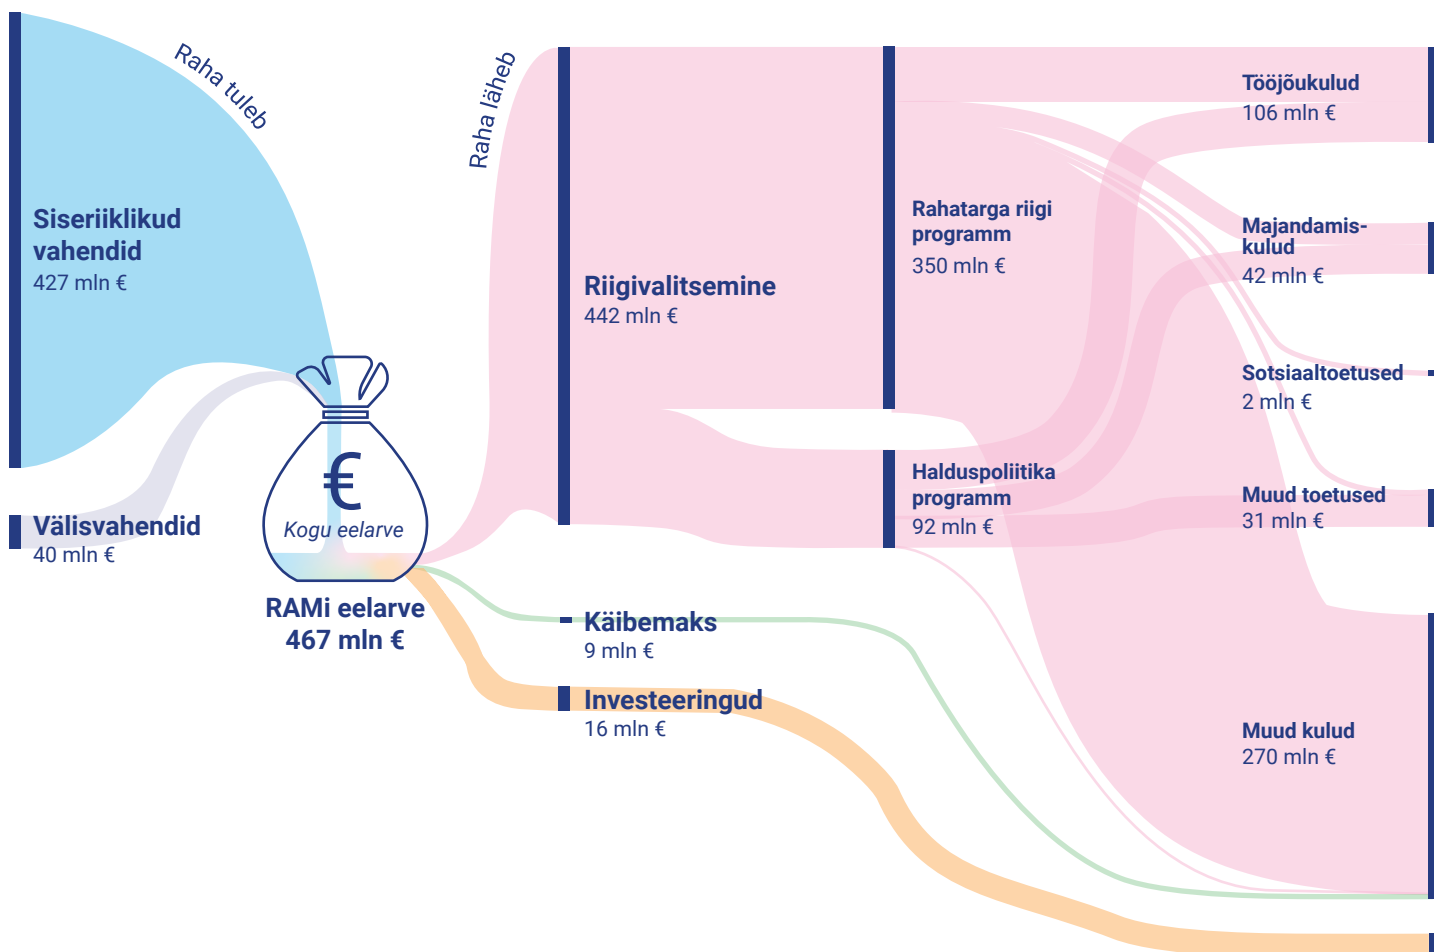 Raha tuleb
Raha läheb
Siseriiklikud
vahendid
427 mln €
Välisvahendid
40 mln €
€
Kogu eelarve
RAMi eelarve
467 mln €
Riigivalitsemine
442 mln €
Käibemaks
9 mln €
Investeeringud
16 mln €
Rahatarga riigi
programm
350 mln €
Halduspoliitika
programm
92 mln €
Tööjõukulud
106 mln €
Majandamis-
kulud
42 mln €
Sotsiaaltoetused
2 mln €
Muud toetused
31 mln €
Muud kulud
270 mln €